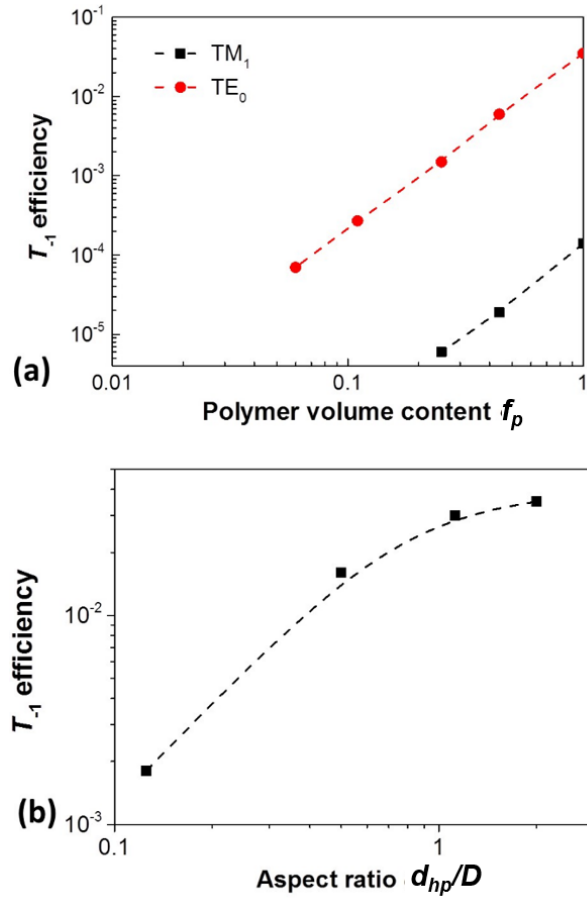 10⁻¹
TM₁
TE₀
10⁻²
10⁻³
10⁻⁴
10⁻⁵
T₋₁ efficiency
(a)
0.01
0.1
1
Polymer volume content fₚ
10⁻²
10⁻³
T₋₁ efficiency
(b)
0.1
1
Aspect ratio d_hp/D